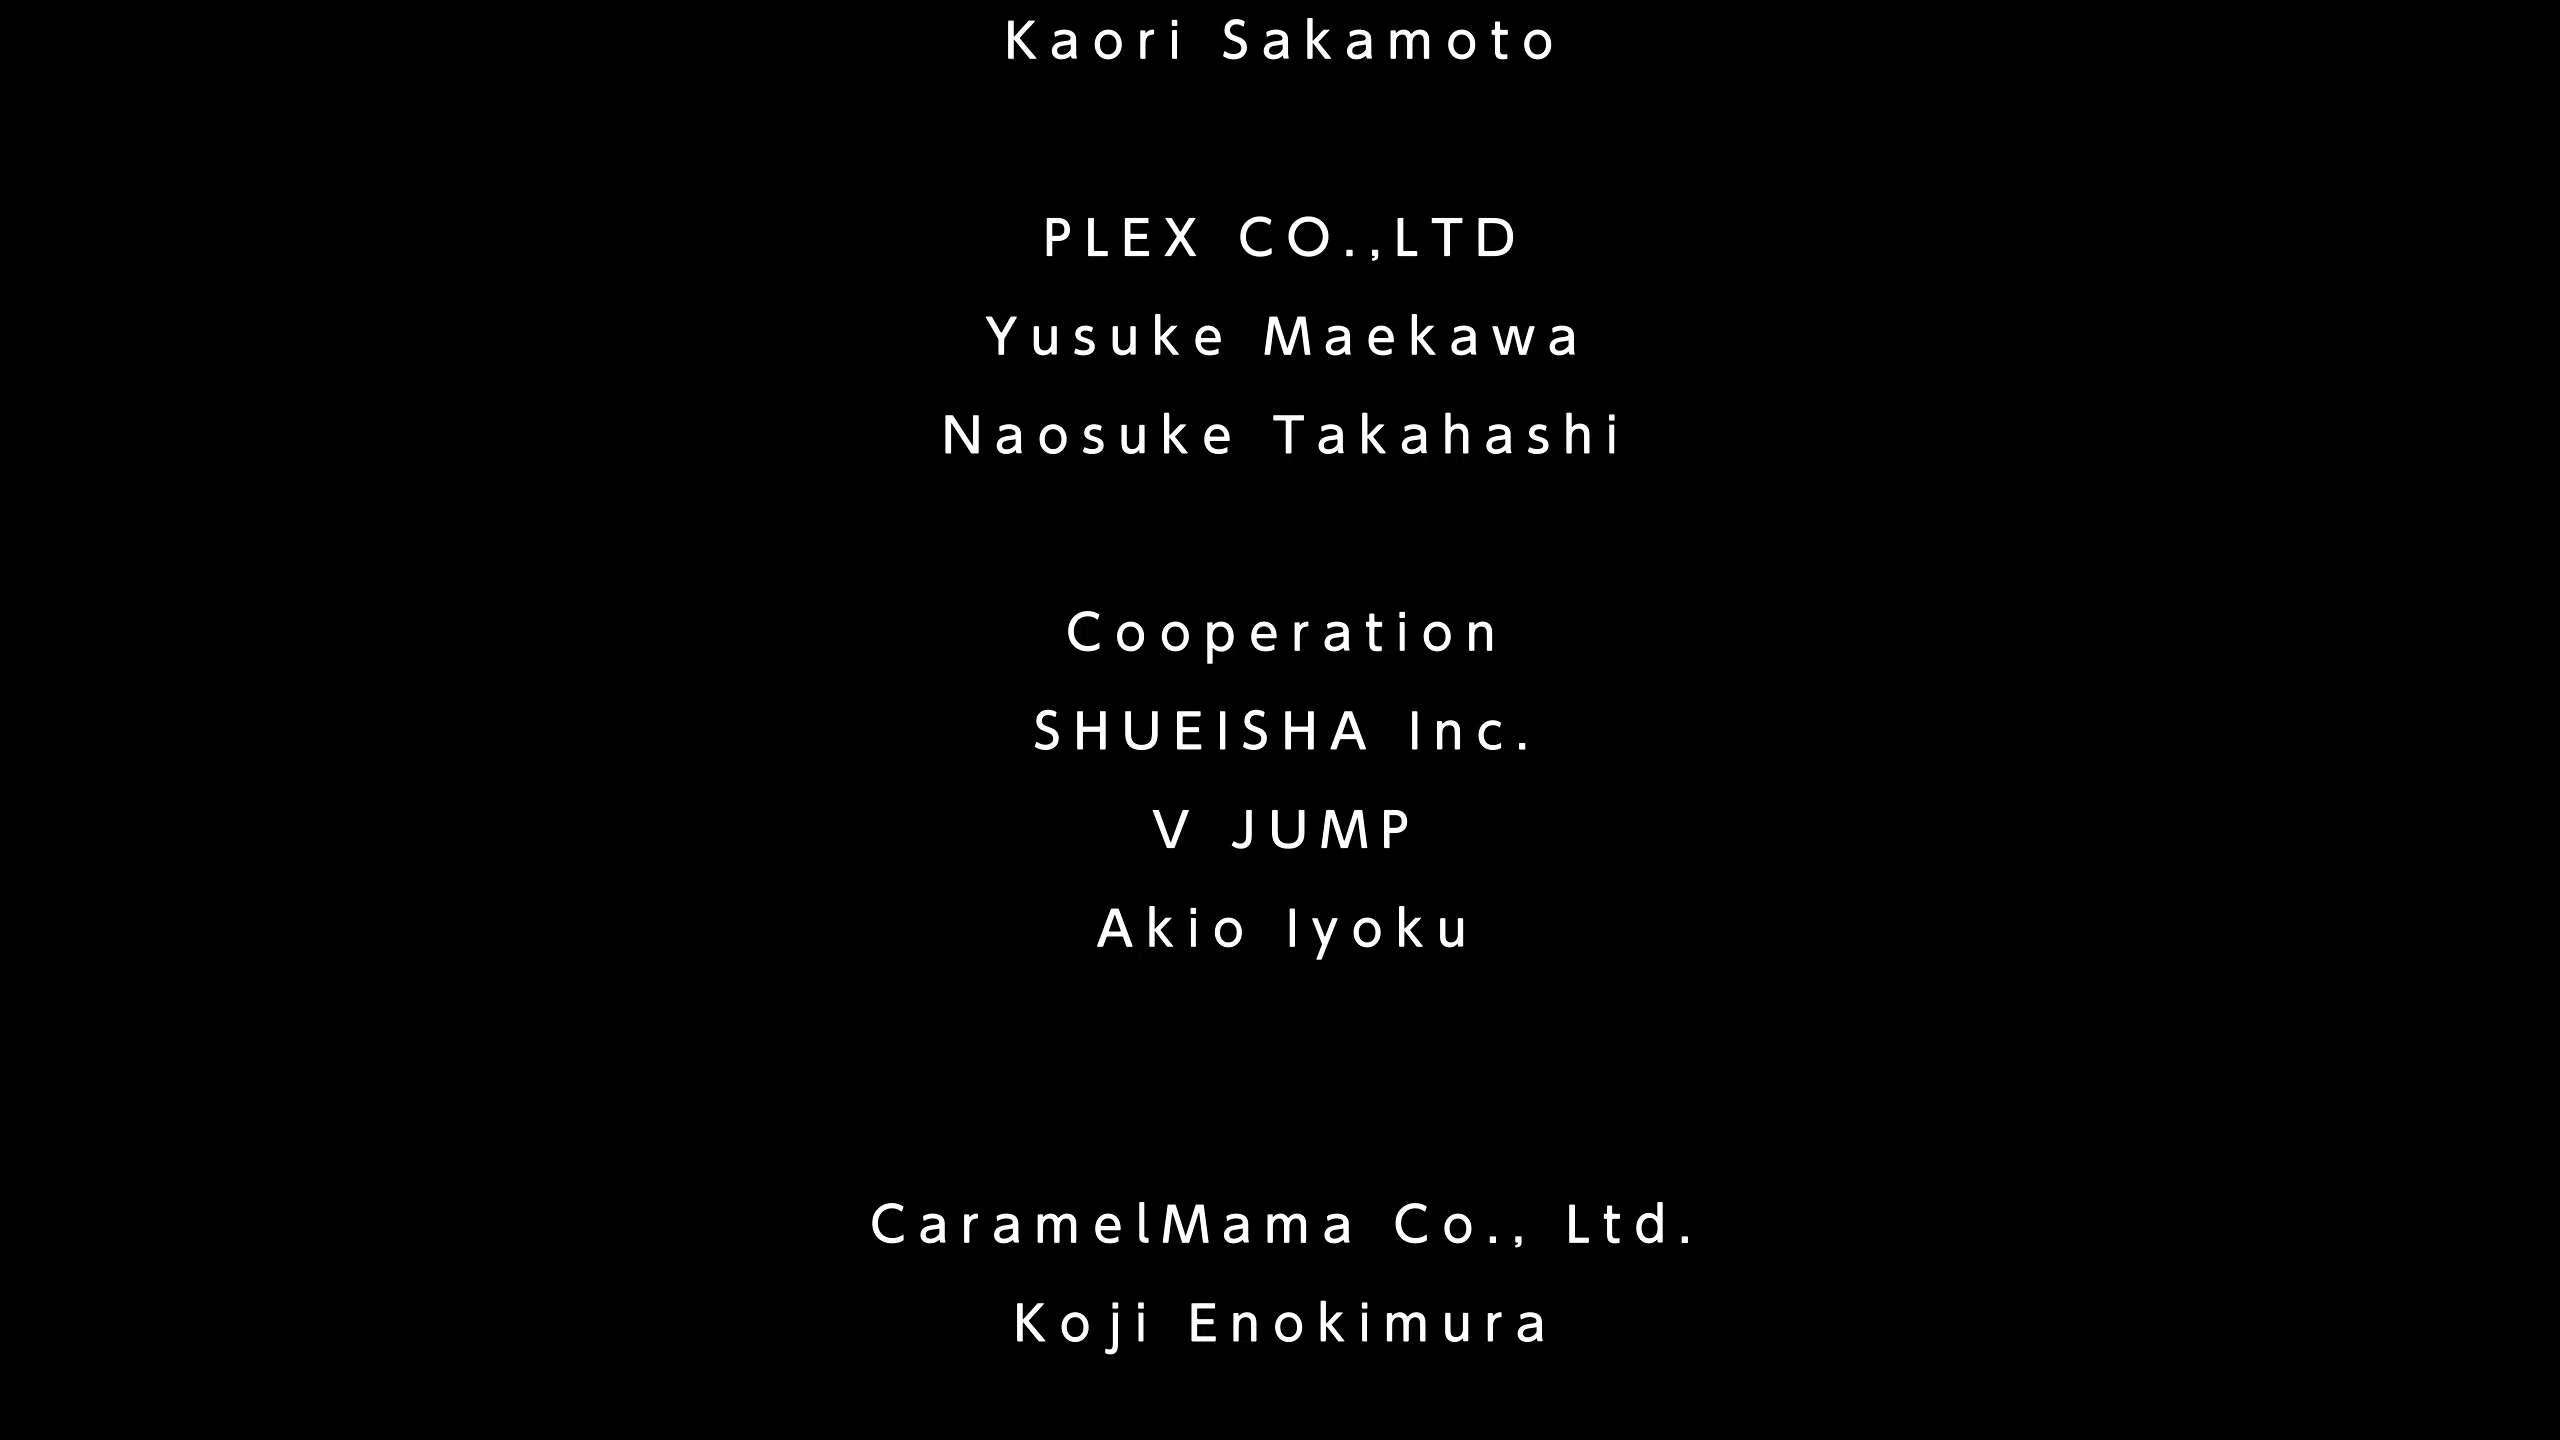 Kaori Sakamoto
PLEX CO.,LTD
Yusuke Maekawa
Naosuke Takahashi
Cooperation
SHUEISHA Inc.
V JUMP
Akio Iyoku
CaramelMama Co., Ltd.
Koji Enokimura